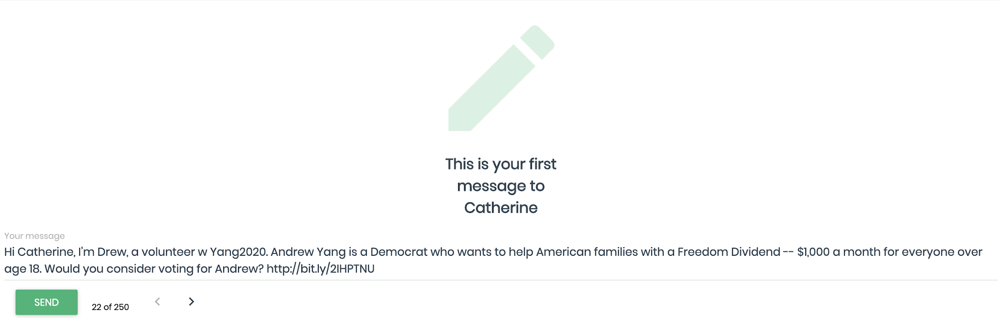 This is your first
message to
Catherine
Your message
Hi Catherine, I'm Drew, a volunteer w Yang2020. Andrew Yang is a Democrat who wants to help American families with a Freedom Dividend -- $1,000 a month for everyone over
age 18. Would you consider voting for Andrew? http://bit.ly/2IHPTNU
SEND
22 of 250